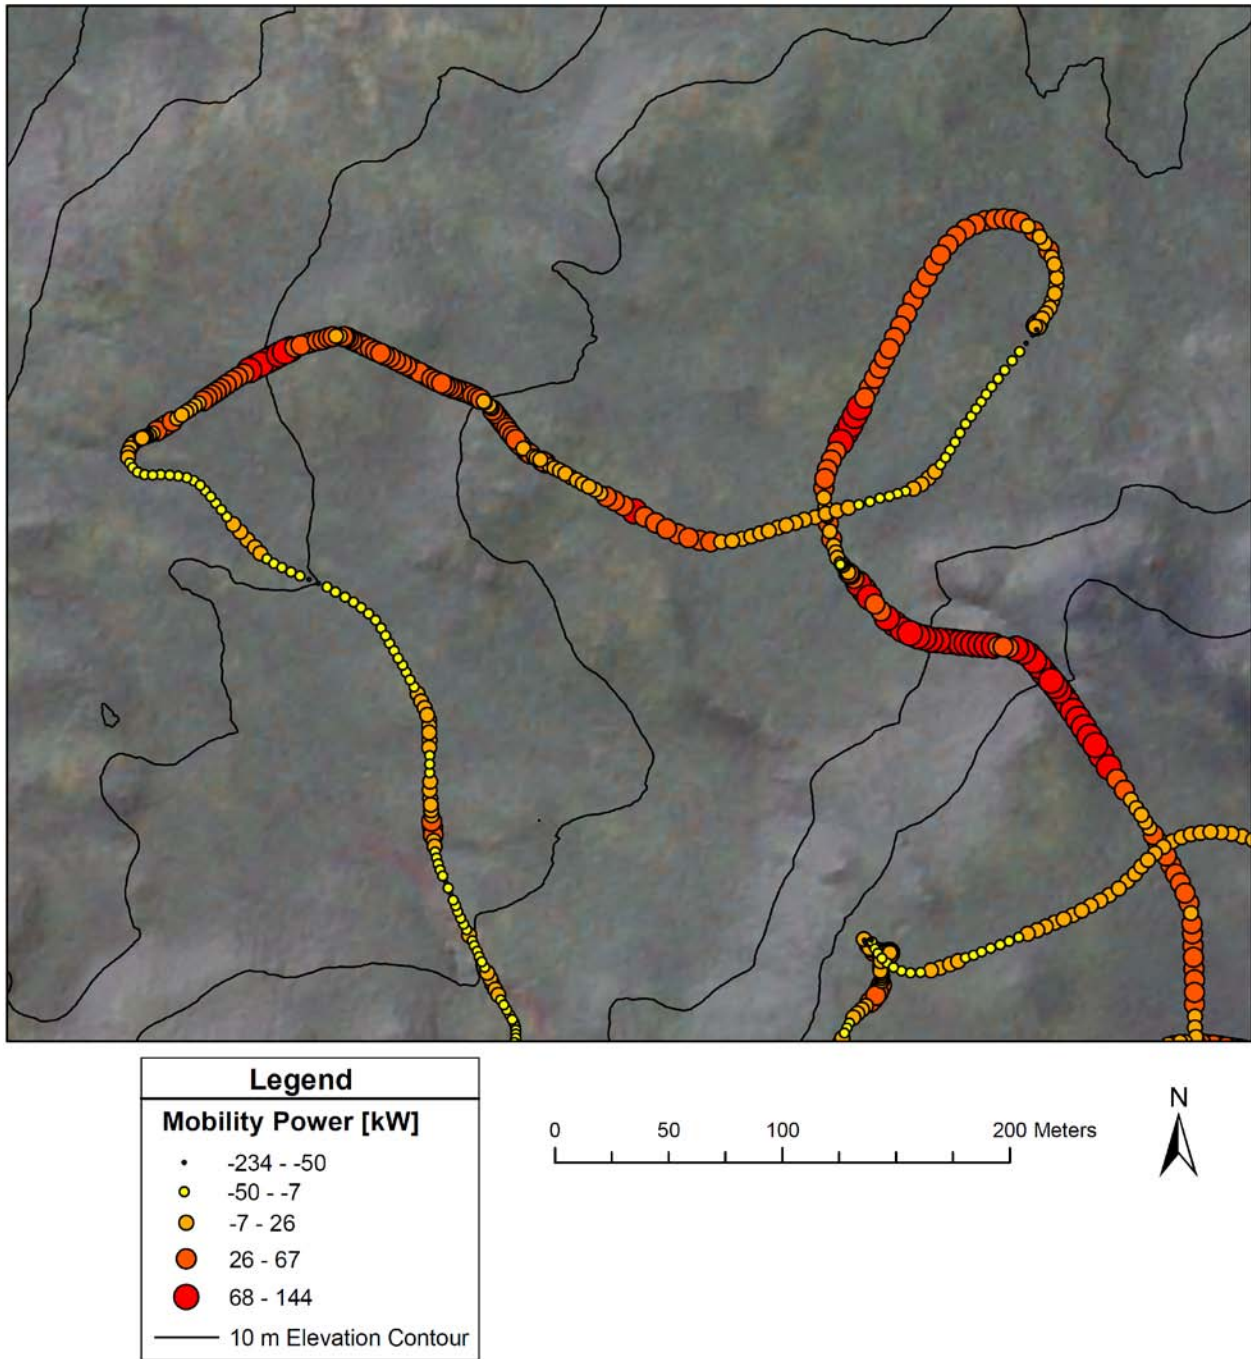 Legend
Mobility Power [kW]
-234 - -50
-50 - -7
-7 - 26
26 - 67
68 - 144
10 m Elevation Contour
0 50 100 200 Meters
N